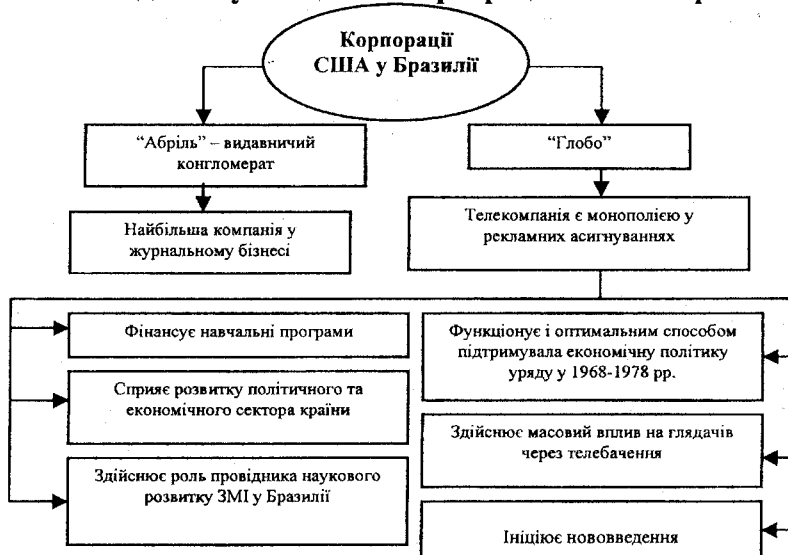 Корпорації
США у Бразилії
“Абріль” – видавничий
конгломерат
“Глобо”
Найбільша компанія у
журнальному бізнесі
Телекомпанія є монополією у
рекламних асигнуваннях
Фінансує навчальні програми
Функціонує і оптимальним способом
підтримувала економічну політику
уряду у 1968-1978 рр.
Сприяє розвитку політичного та
економічного сектора країни
Здійснює масовий вплив на глядачів
через телебачення
Здійснює роль провідника наукового
розвитку ЗМІ у Бразилії
Ініціює нововведення